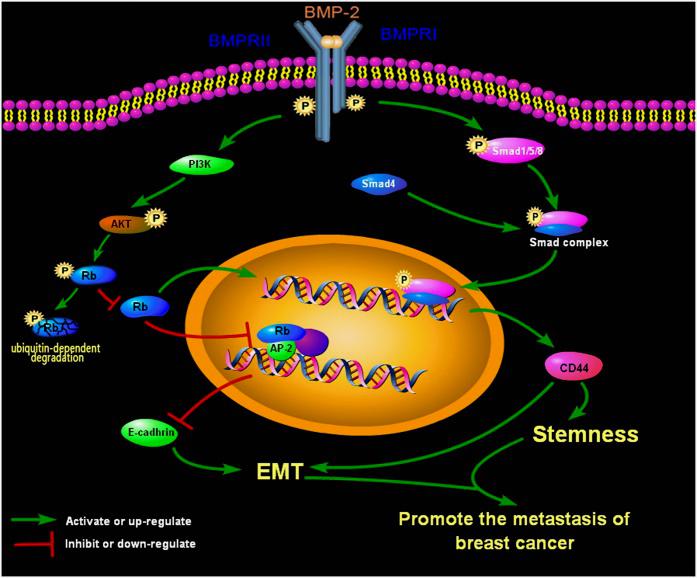 BMP-2
BMPRII
BMPRI
P
P
P
Smad1/5/8
PI3K
Smad4
P
AKT
P
Smad complex
P
Rb
P
Rb
P
Rb
ubiquitin-dependent
degradation
Rb
AP-2
CD44
E-cadhrin
Stemness
EMT
Promote the metastasis of
breast cancer
Activate or up-regulate
Inhibit or down-regulate